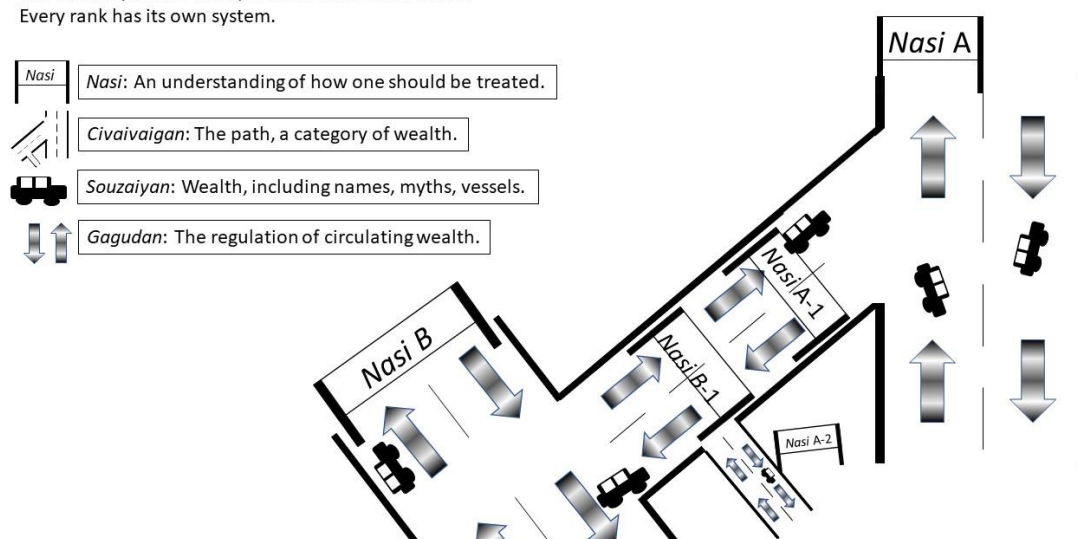 Every rank has its own system.
Nasi
Nasi: An understanding of how one should be treated.
Civaivaigan: The path, a category of wealth.
Souzaiyan: Wealth, including names, myths, vessels.
Gagudan: The regulation of circulating wealth.
Nasi A
Nasi A-1
Nasi B
Nasi B-1
Nasi A-2